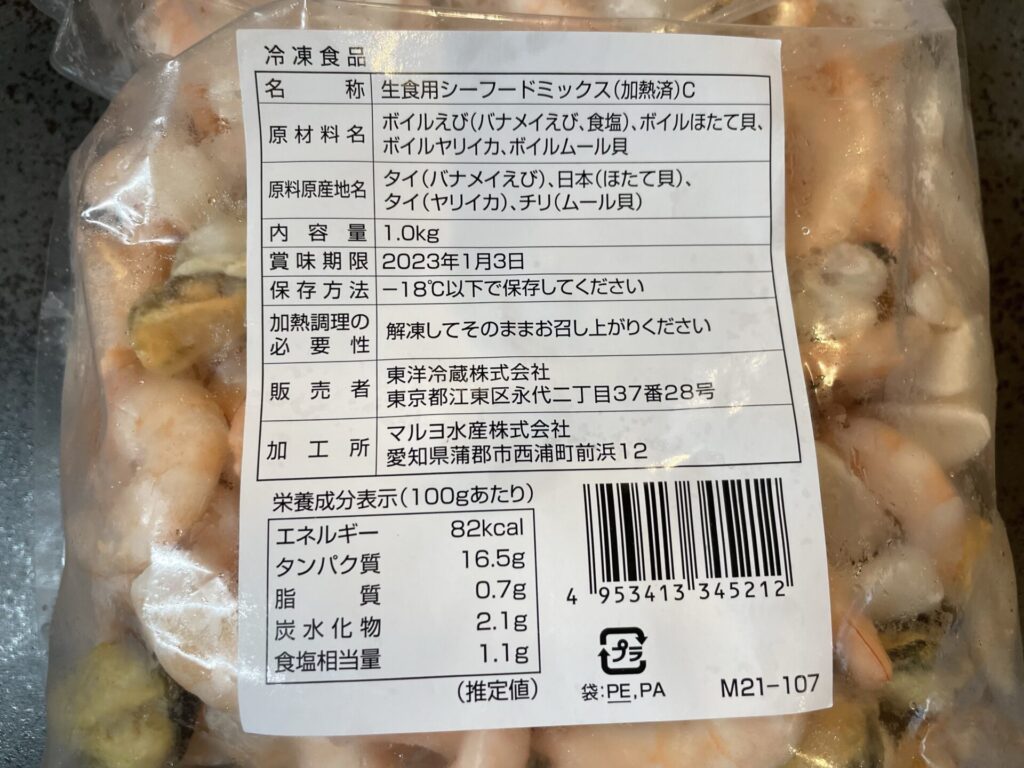 冷凍食品
名称 生食用シーフードミックス(加熱済)C
原材料名 ボイルえび(バナメイえび、食塩)、ボイルほたて貝、
ボイルヤリイカ、ボイルムール貝
原料原産地名 タイ(バナメイえび)、日本(ほたて貝)、
タイ(ヤリイカ)、チリ(ムール貝)
内容量 1.0kg
賞味期限 2023年1月3日
保存方法 −18℃以下で保存してください
加熱調理の
必要性 解凍してそのままお召し上がりください
販売者 東洋冷蔵株式会社
東京都江東区永代二丁目37番28号
加工所 マルヨ水産株式会社
愛知県蒲郡市西浦町前浜12
栄養成分表示(100gあたり)
エネルギー 82kcal
タンパク質 16.5g
脂質 0.7g
炭水化物 2.1g
食塩相当量 1.1g
(推定値)
4 953413 345212
プラ
袋:PE,PA
M21-107